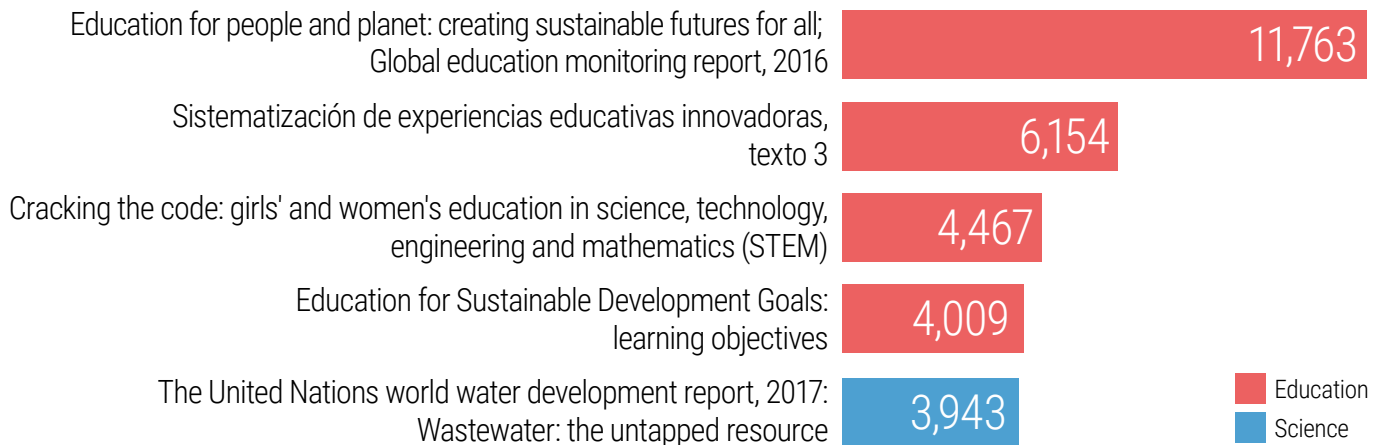 Education for people and planet: creating sustainable futures for all;
Global education monitoring report, 2016
11,763
Sistematización de experiencias educativas innovadoras,
texto 3
6,154
Cracking the code: girls' and women's education in science, technology,
engineering and mathematics (STEM)
4,467
Education for Sustainable Development Goals:
learning objectives
4,009
The United Nations world water development report, 2017:
Wastewater: the untapped resource
3,943
Education
Science